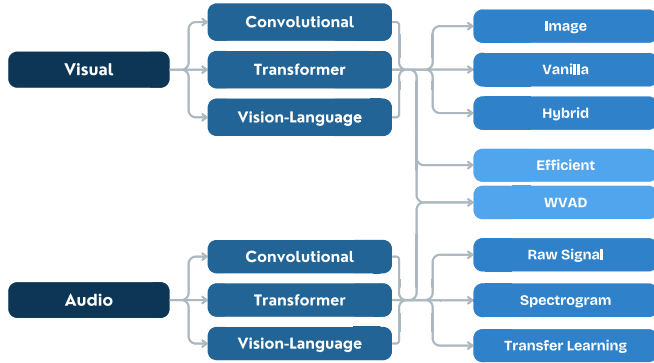 Visual
Convolutional
Transformer
Vision-Language
Image
Vanilla
Hybrid
Efficient
WVAD
Audio
Convolutional
Transformer
Vision-Language
Raw Signal
Spectrogram
Transfer Learning